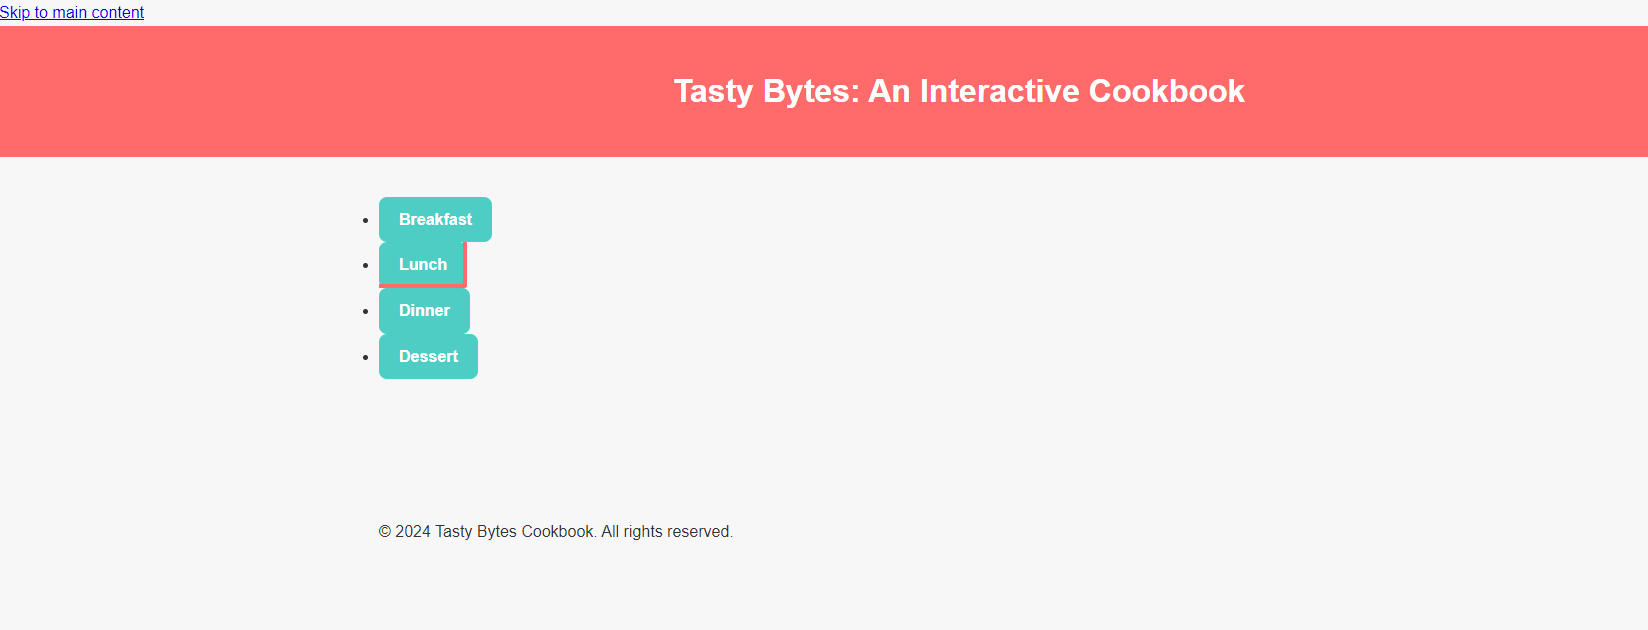 Skip to main content
Tasty Bytes: An Interactive Cookbook
Breakfast
Lunch
Dinner
Dessert
© 2024 Tasty Bytes Cookbook. All rights reserved.